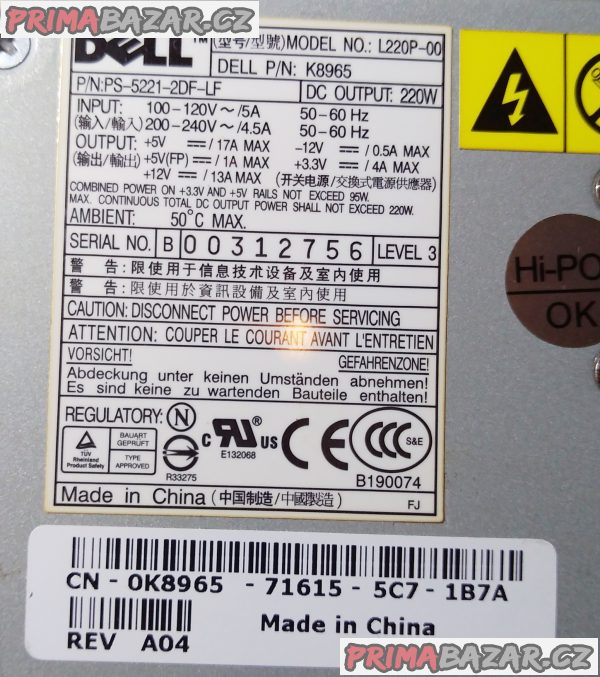 PRIMABAZAR.CZ
DELL™ (型号/型號)MODEL NO.: L220P-00
DELL P/N: K8965
P/N:PS-5221-2DF-LF DC OUTPUT: 220W
INPUT: 100-120V～/5A 50-60 Hz
(输入/輸入) 200-240V～/4.5A 50-60 Hz
OUTPUT: +5V ⎓/17A MAX -12V ⎓/0.5A MAX
(输出/輸出) +5V(FP) ⎓/1A MAX +3.3V ⎓/4A MAX
+12V ⎓/13A MAX (开关电源/交換式電源供應器)
COMBINED POWER ON +3.3V AND +5V RAILS NOT EXCEED 95W.
MAX. CONTINUOUS TOTAL DC OUTPUT POWER SHALL NOT EXCEED 220W.
AMBIENT: 50°C MAX.
SERIAL NO. B 00312756 LEVEL 3
警 告:限使用于信息技术设备及室内使用
警 告:限使用於資訊設備及室內使用
CAUTION: DISCONNECT POWER BEFORE SERVICING
ATTENTION: COUPER LE COURANT AVANT L'ENTRETIEN
VORSICHT! GEFAHRENZONE!
Abdeckung unter keinen Umständen abnehmen!
Es sind keine zu wartenden Bauteile enthalten!
REGULATORY: N
TÜV Rheinland Product Safety
BAUART GEPRÜFT
TYPE APPROVED
R33275
c RU® US
E132068
CE
CCC S&E
B190074
Made in China (中国制造/中國製造) FJ
Hi-PO
OK
CN - 0K8965 - 71615 - 5C7 - 1B7A
Made in China
REV A04
PRIMABAZAR.CZ